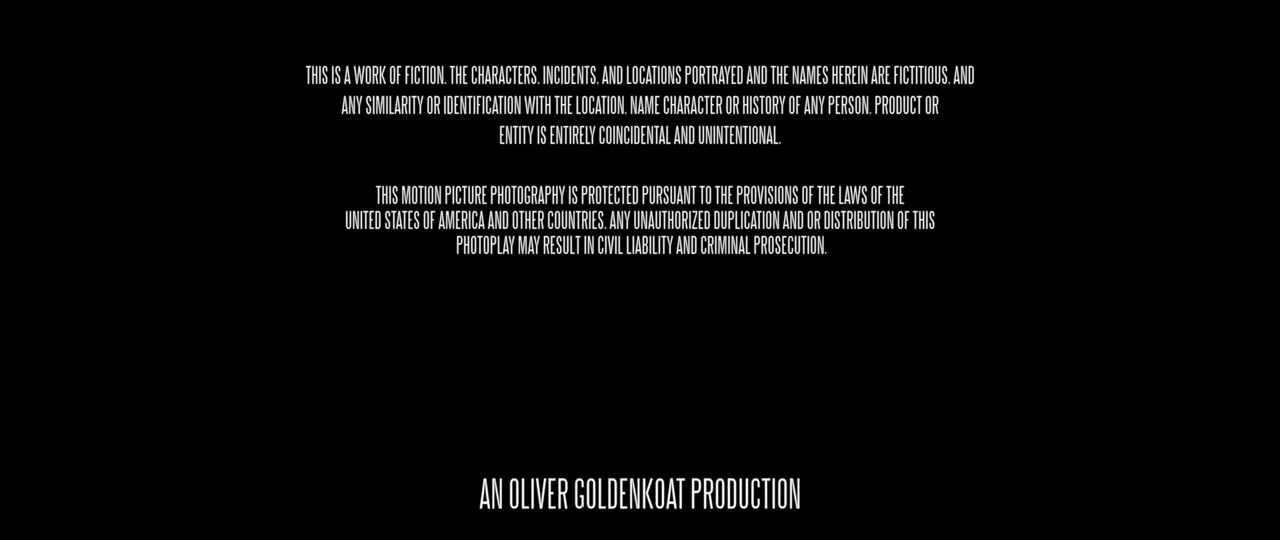 THIS IS A WORK OF FICTION. THE CHARACTERS, INCIDENTS, AND LOCATIONS PORTRAYED AND THE NAMES HEREIN ARE FICTITIOUS, AND
ANY SIMILARITY OR IDENTIFICATION WITH THE LOCATION, NAME CHARACTER OR HISTORY OF ANY PERSON, PRODUCT OR
ENTITY IS ENTIRELY COINCIDENTAL AND UNINTENTIONAL.
THIS MOTION PICTURE PHOTOGRAPHY IS PROTECTED PURSUANT TO THE PROVISIONS OF THE LAWS OF THE
UNITED STATES OF AMERICA AND OTHER COUNTRIES. ANY UNAUTHORIZED DUPLICATION AND OR DISTRIBUTION OF THIS
PHOTOPLAY MAY RESULT IN CIVIL LIABILITY AND CRIMINAL PROSECUTION.
AN OLIVER GOLDENKOAT PRODUCTION